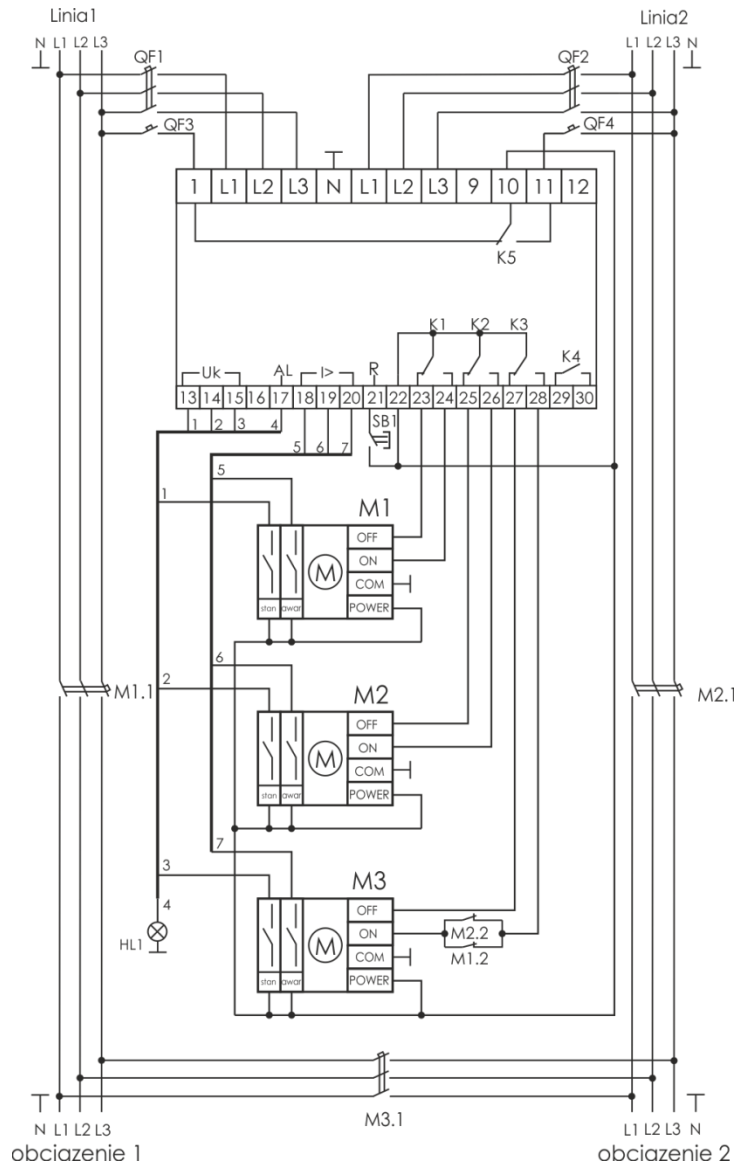 Linia1 Linia2
N L1 L2 L3 L1 L2 L3 N
QF1 QF2
QF3 QF4
1 L1 L2 L3 N L1 L2 L3 9 10 11 12
K5
K1 K2 K3
K4
Uk AL I> R
13 14 15 16 17 18 19 20 21 22 23 24 25 26 27 28 29 30
1 2 3 4 SB1
5 6 7
5
1 M1
OFF
ON
COM
stan awar POWER
6
2 M1.1 M2 M2.1
OFF
ON
COM
stan awar POWER
7
3 M3
4 OFF
ON M2.2
HL1 COM M1.2
stan awar POWER
M3.1
N L1 L2 L3 L1 L2 L3 N
obciazenie 1 obciazenie 2